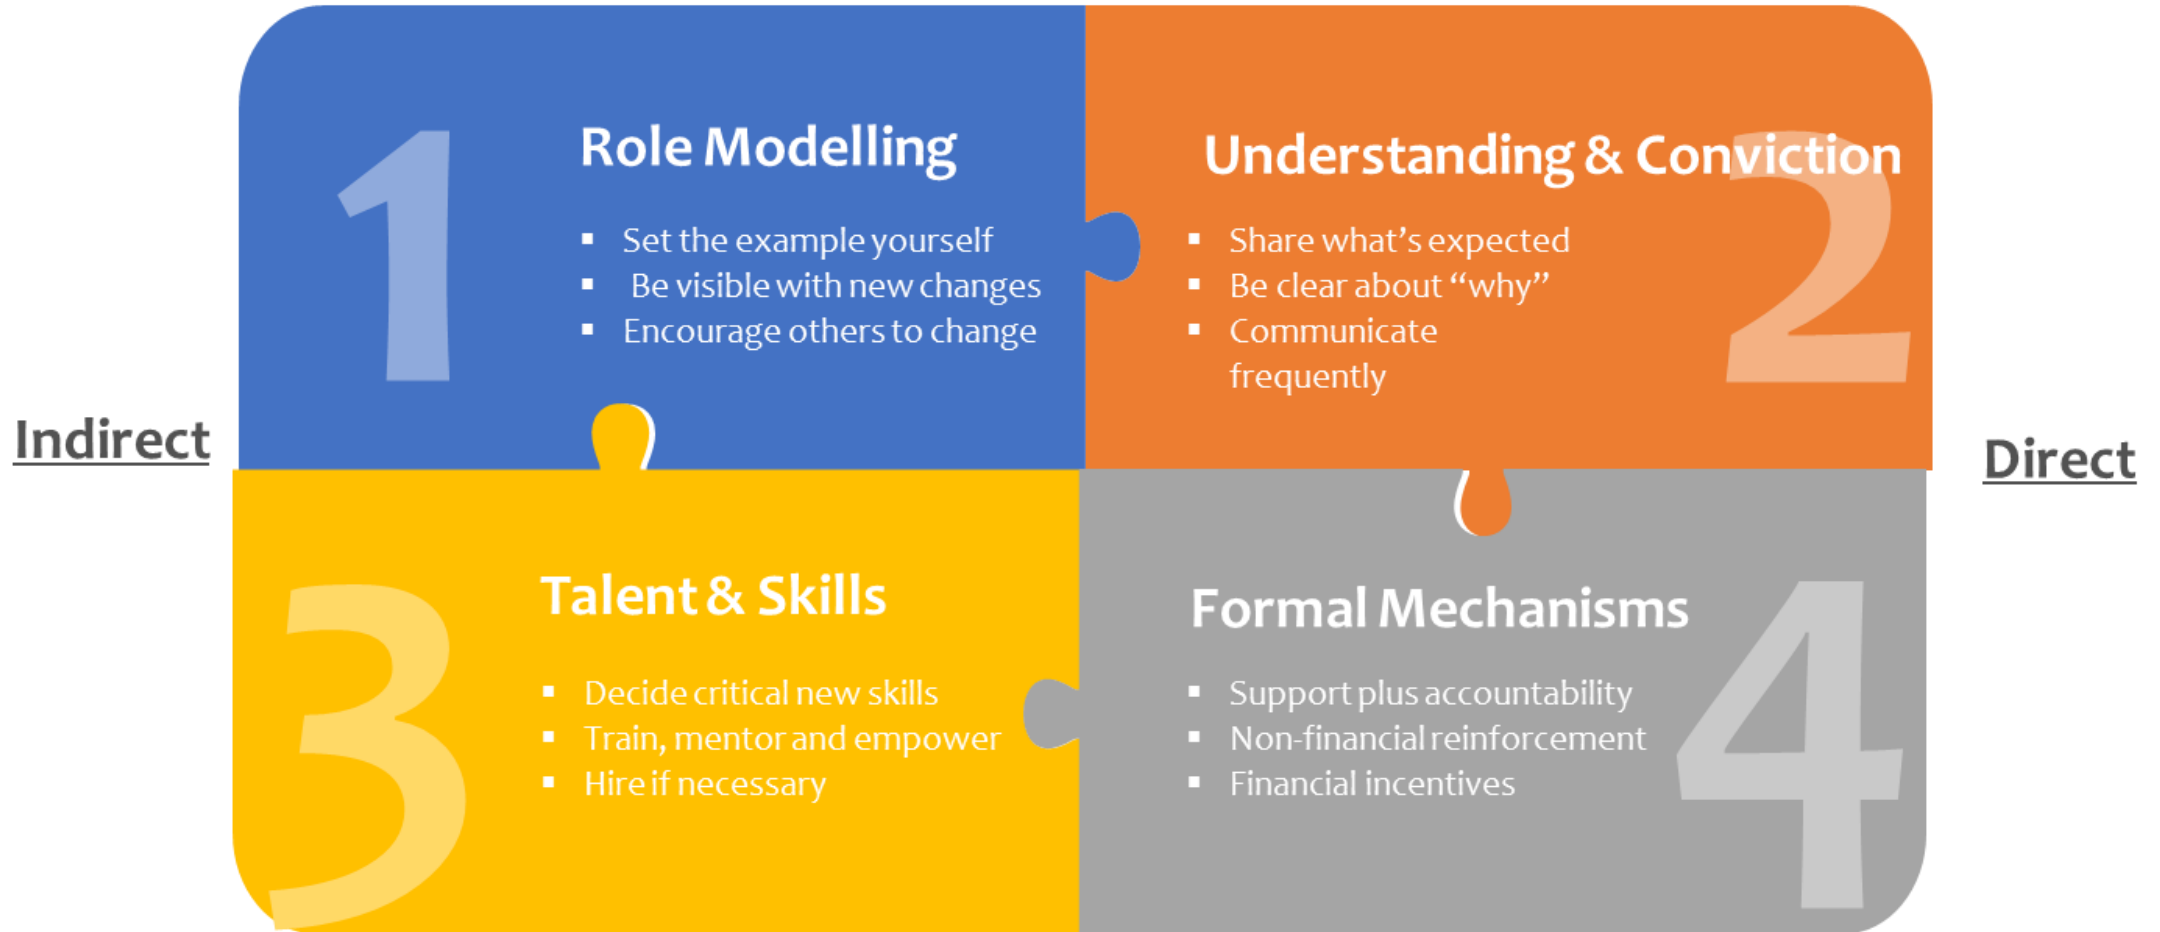 1
Role Modelling
▪ Set the example yourself
▪ Be visible with new changes
▪ Encourage others to change
2
Understanding & Conviction
▪ Share what’s expected
▪ Be clear about “why”
▪ Communicate
frequently
Indirect
Direct
3
Talent & Skills
▪ Decide critical new skills
▪ Train, mentor and empower
▪ Hire if necessary
4
Formal Mechanisms
▪ Support plus accountability
▪ Non-financial reinforcement
▪ Financial incentives